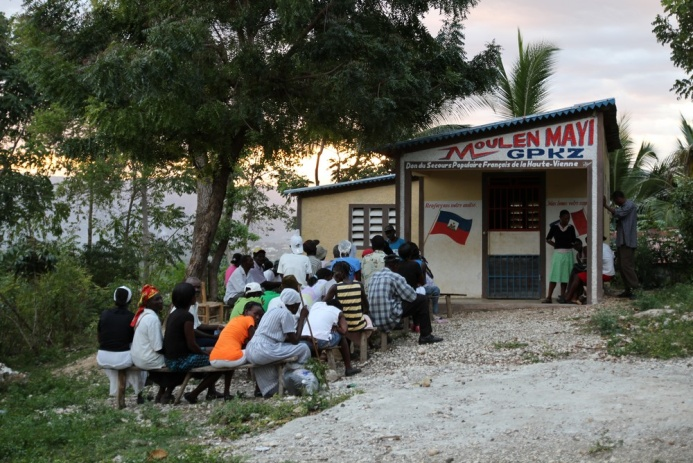 MOULEN MAYI
GPKZ
Don du Secours Populaire Français de la Haute-Vienne